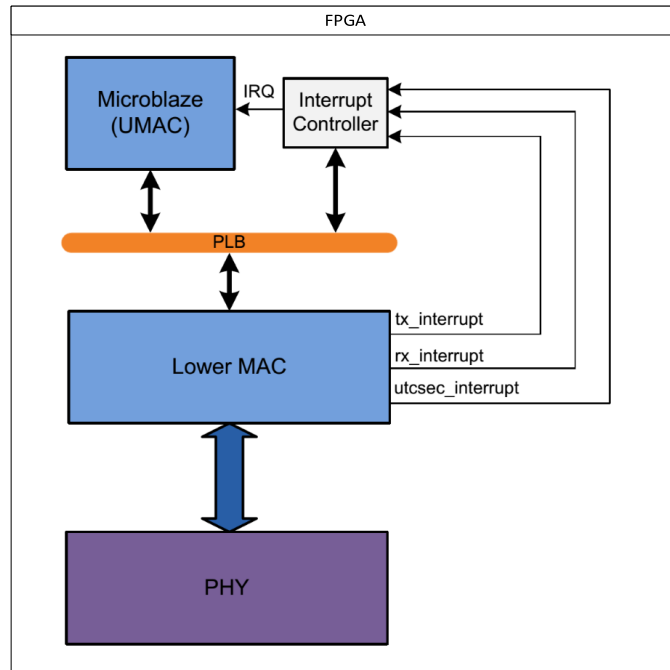 FPGA
Microblaze
(UMAC)
IRQ
Interrupt
Controller
PLB
tx_interrupt
Lower MAC
rx_interrupt
utcsec_interrupt
PHY